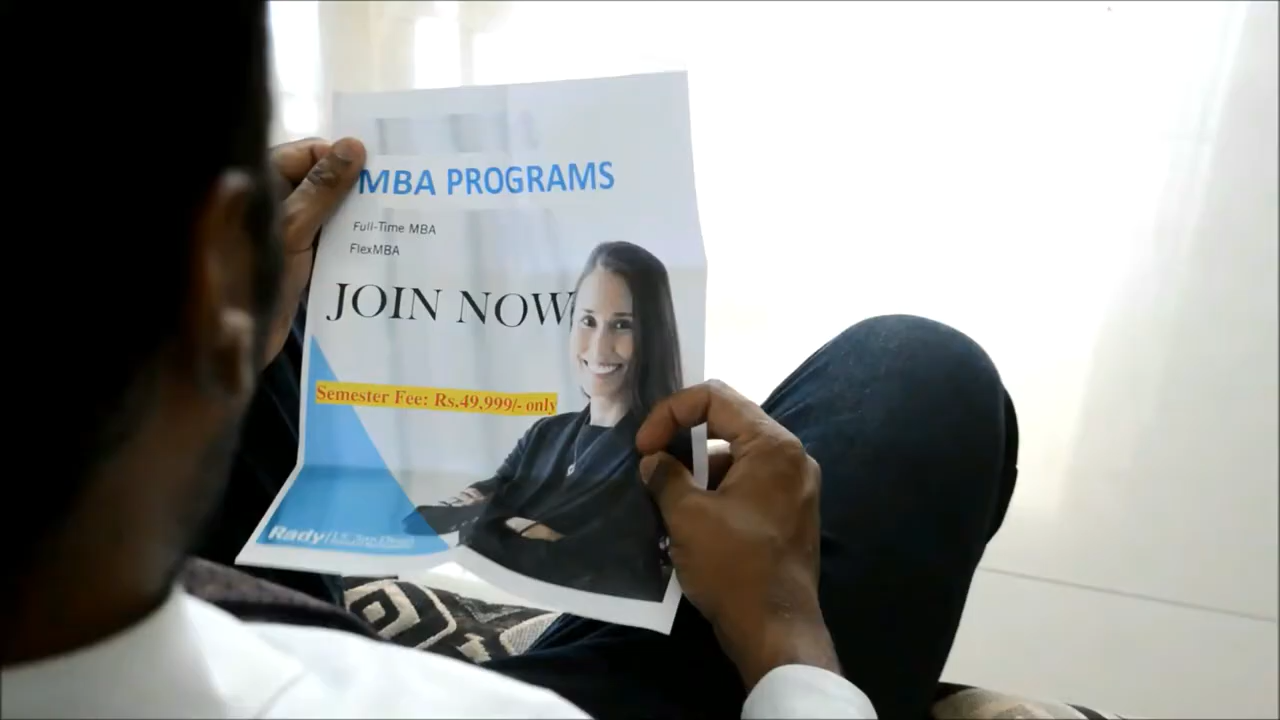 MBA PROGRAMS
Full-Time MBA
FlexMBA
JOIN NOW
Semester Fee: Rs.49,999/- only
Rady